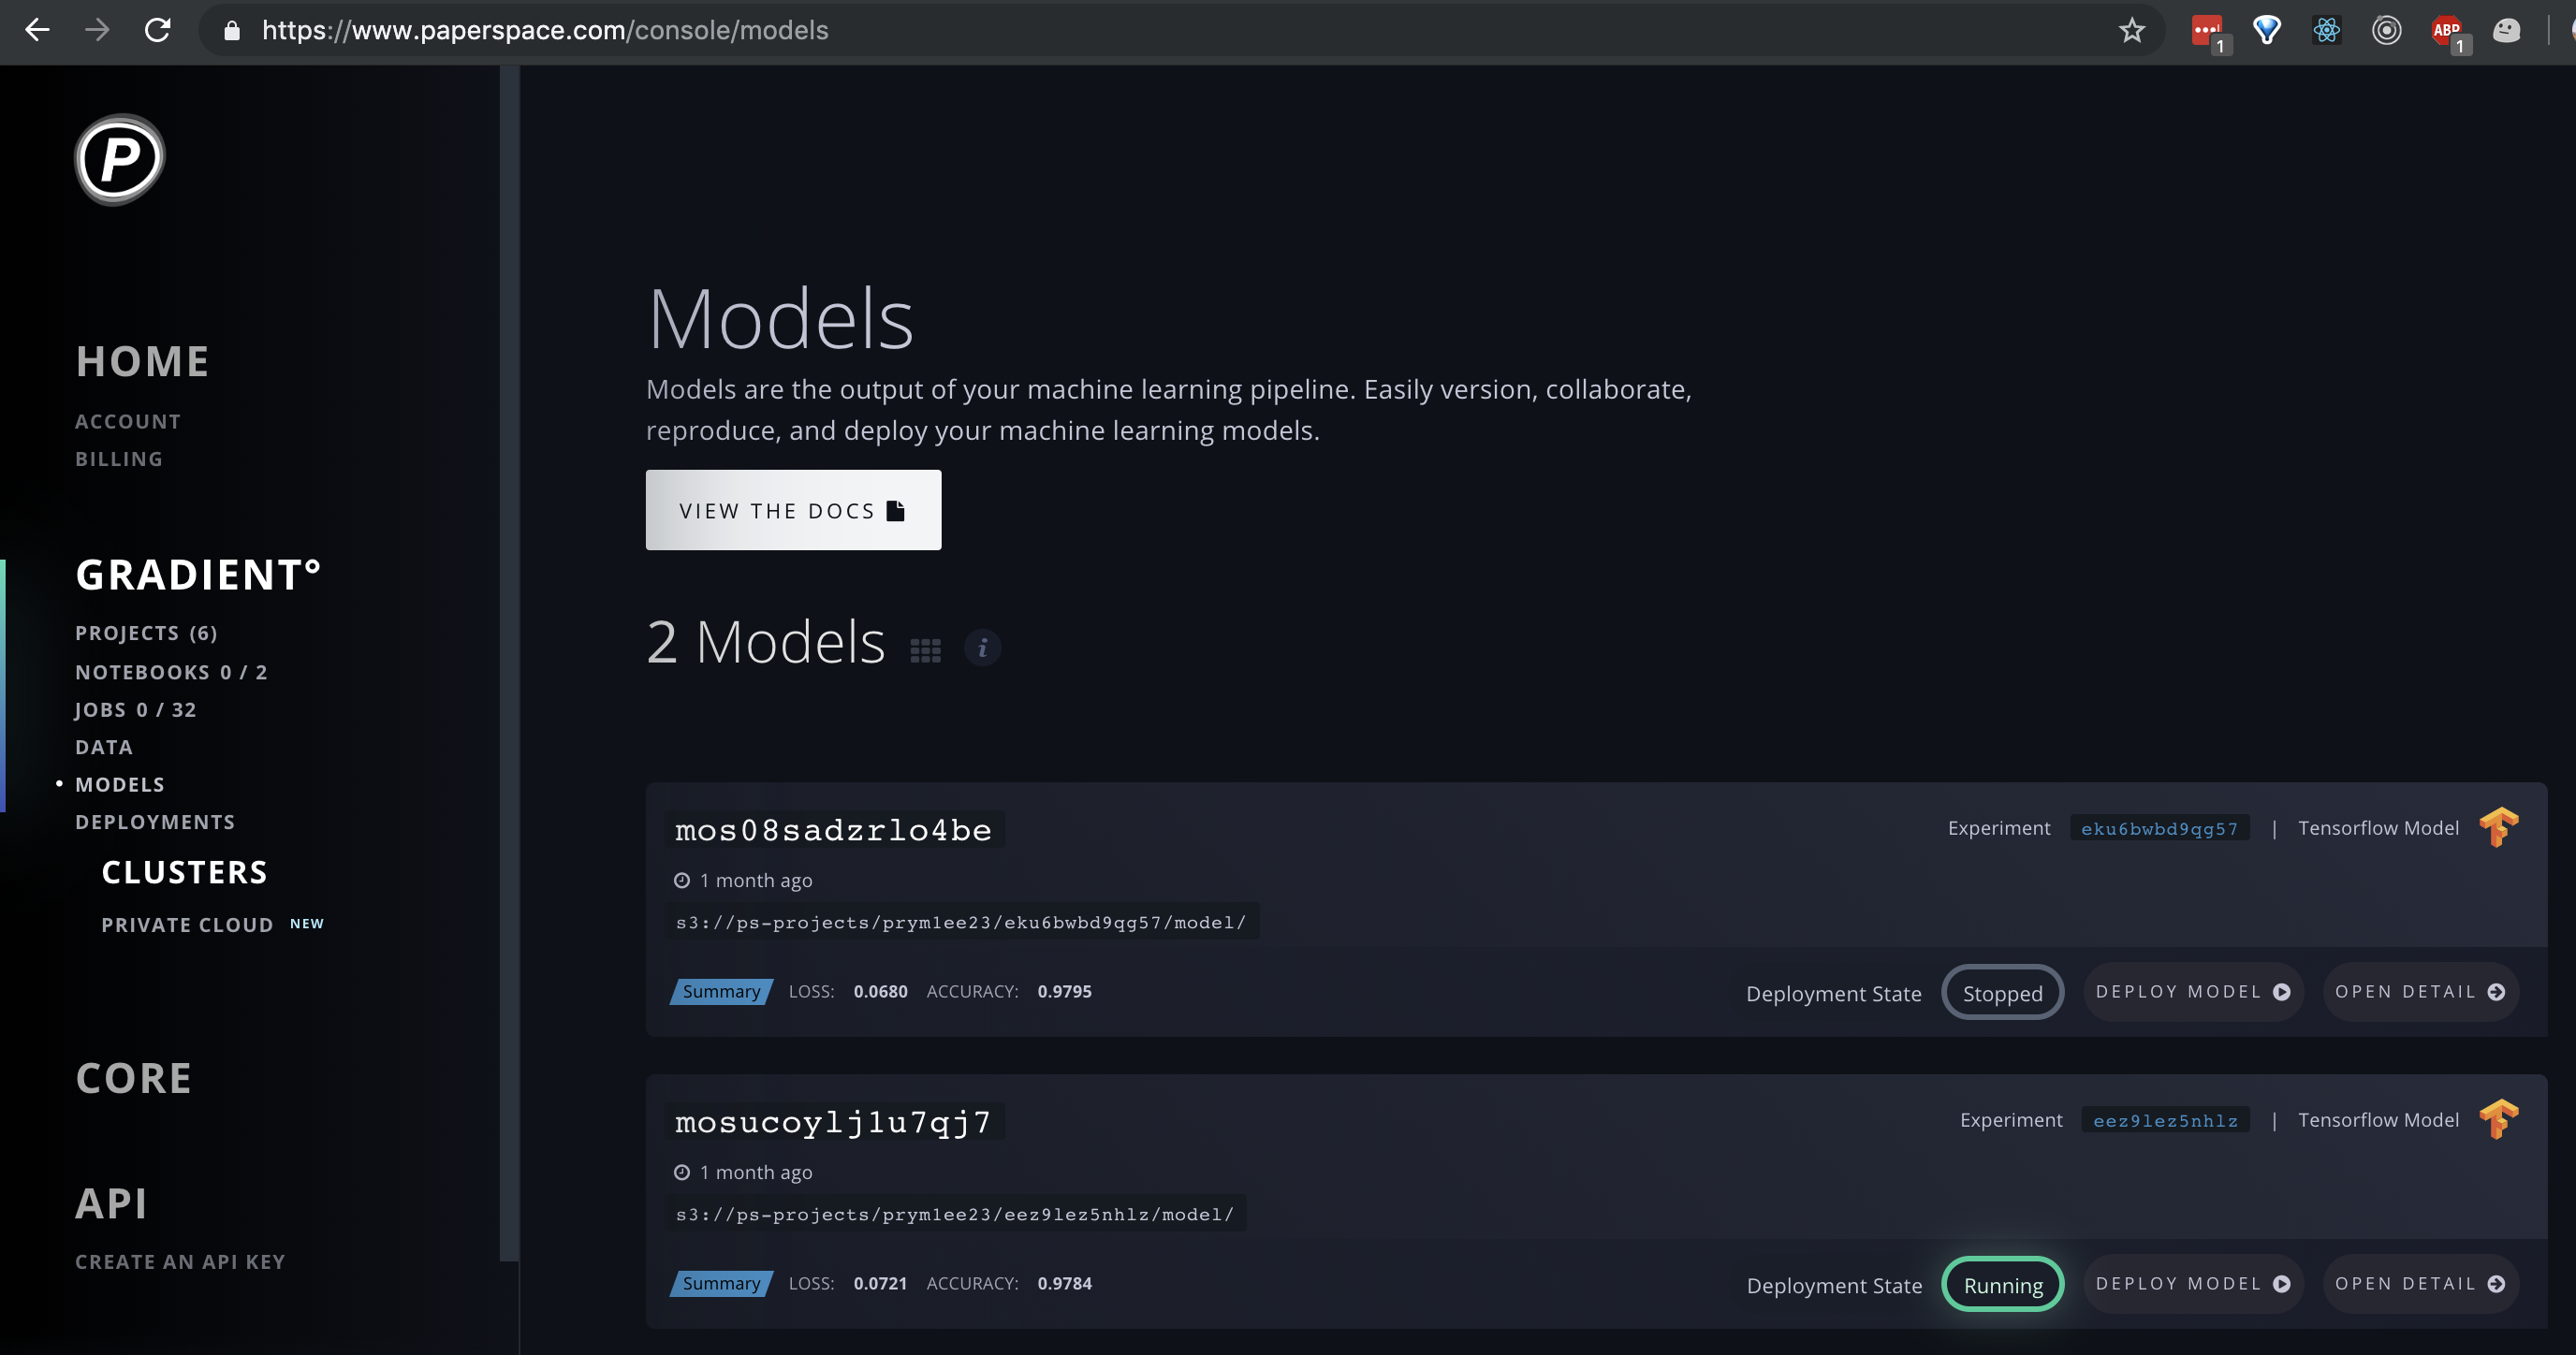 https://www.paperspace.com/console/models
1
ABP
1
P
HOME
ACCOUNT
BILLING
GRADIENT°
PROJECTS (6)
NOTEBOOKS 0 / 2
JOBS 0 / 32
DATA
• MODELS
DEPLOYMENTS
CLUSTERS
PRIVATE CLOUD NEW
CORE
API
CREATE AN API KEY
Models
Models are the output of your machine learning pipeline. Easily version, collaborate,
reproduce, and deploy your machine learning models.
VIEW THE DOCS
2 Models i
mos08sadzrlo4be
Experiment eku6bwbd9qg57 | Tensorflow Model
1 month ago
s3://ps-projects/prym1ee23/eku6bwbd9qg57/model/
Summary LOSS: 0.0680 ACCURACY: 0.9795
Deployment State Stopped DEPLOY MODEL OPEN DETAIL
mosucoylj1u7qj7
Experiment eez9lez5nhlz | Tensorflow Model
1 month ago
s3://ps-projects/prym1ee23/eez9lez5nhlz/model/
Summary LOSS: 0.0721 ACCURACY: 0.9784
Deployment State Running DEPLOY MODEL OPEN DETAIL